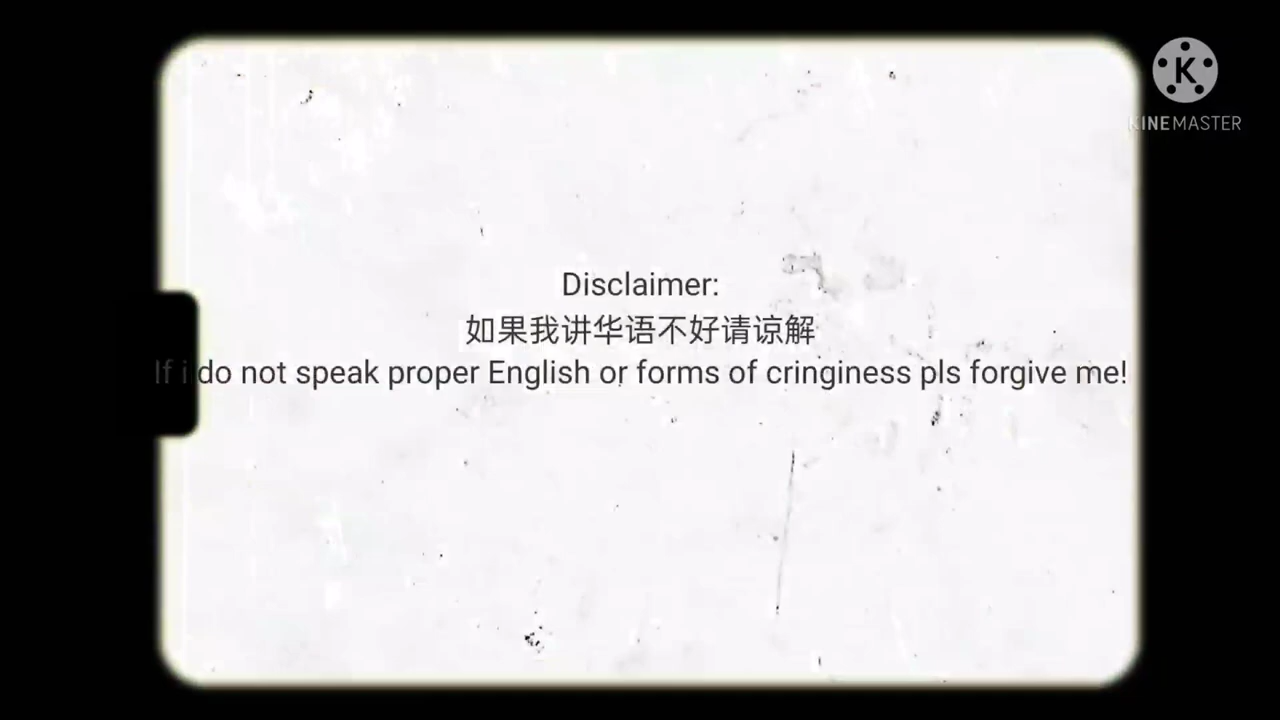 KINEMASTER
Disclaimer:
如果我讲华语不好请谅解
If i do not speak proper English or forms of cringiness pls forgive me!